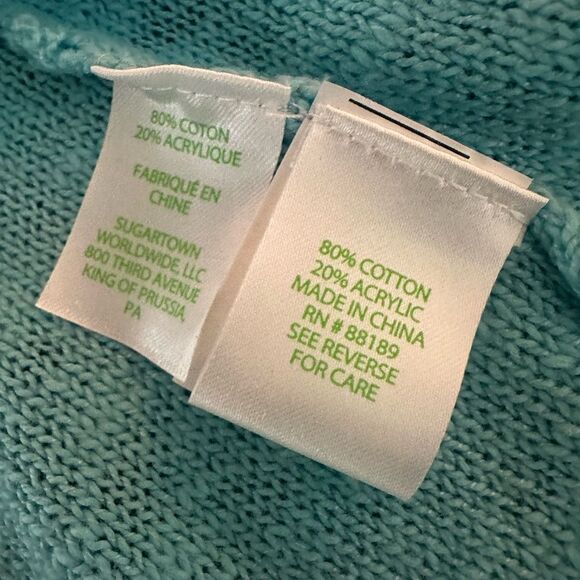 80% COTON
20% ACRYLIQUE
FABRIQUÉ EN
CHINE
SUGARTOWN
WORLDWIDE, LLC
800 THIRD AVENUE
KING OF PRUSSIA,
PA
80% COTTON
20% ACRYLIC
MADE IN CHINA
RN # 88189
SEE REVERSE
FOR CARE